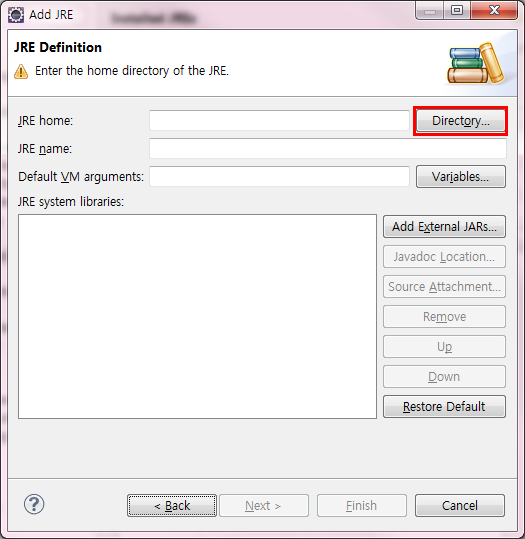 Add JRE
Installed JREs
JRE Definition
Enter the home directory of the JRE.
JRE home:
Directory...
JRE name:
Default VM arguments:
Variables...
JRE system libraries:
Add External JARs...
Javadoc Location...
Source Attachment...
Remove
Up
Down
Restore Default
?
< Back
Next >
Finish
Cancel